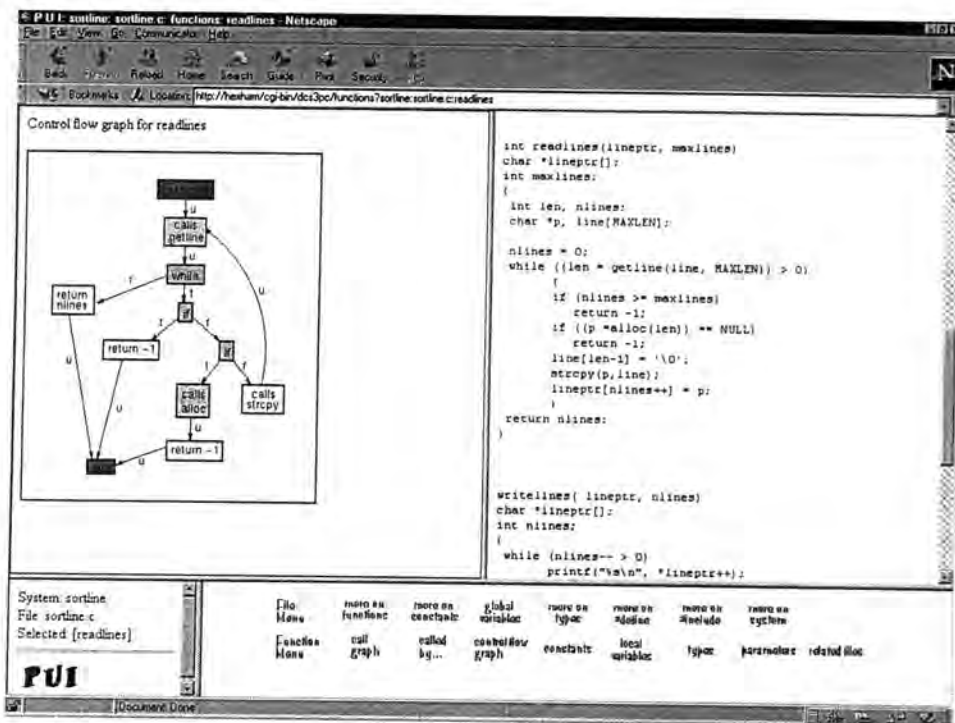 P U I: sortline: sortline.c: functions: readlines - Netscape
File Edit View Go Communicator Help
Back Reload Home Search Guide Print Security
Bookmarks Location: http://hexham/cgi-bin/dcs3pc/functions?sortline:sortline.c:readlines
Control flow graph for readlines
u
calls
getline
u
while
f
t
u
return
nlines
if
t
f
return -1
if
u
u
t
f
calls
alloc
calls
strcpy
u
return -1
u
int readlines(lineptr, maxlines)
char *lineptr[];
int maxlines;
{
int len, nlines;
char *p, line[MAXLEN];
nlines = 0;
while ((len = getline(line, MAXLEN)) > 0)
{
if (nlines >= maxlines)
return -1;
if ((p =alloc(len)) == NULL)
return -1;
line[len-1] = '\0';
strcpy(p,line);
lineptr[nlines++] = p;
}
return nlines;
}
writelines( lineptr, nlines)
char *lineptr[];
int nlines;
{
while (nlines-- > 0)
printf("%s\n", *lineptr++);
System: sortline
File: sortline.c
Selected: [readlines]
PUI
File
Menu
more on
functions
more on
constants
global
variables
more on
types
more on
#define
more on
#include
more on
system
Function
Menu
call
graph
called
by...
control flow
graph
constants
local
variables
types
parameters
related files
Document: Done
N